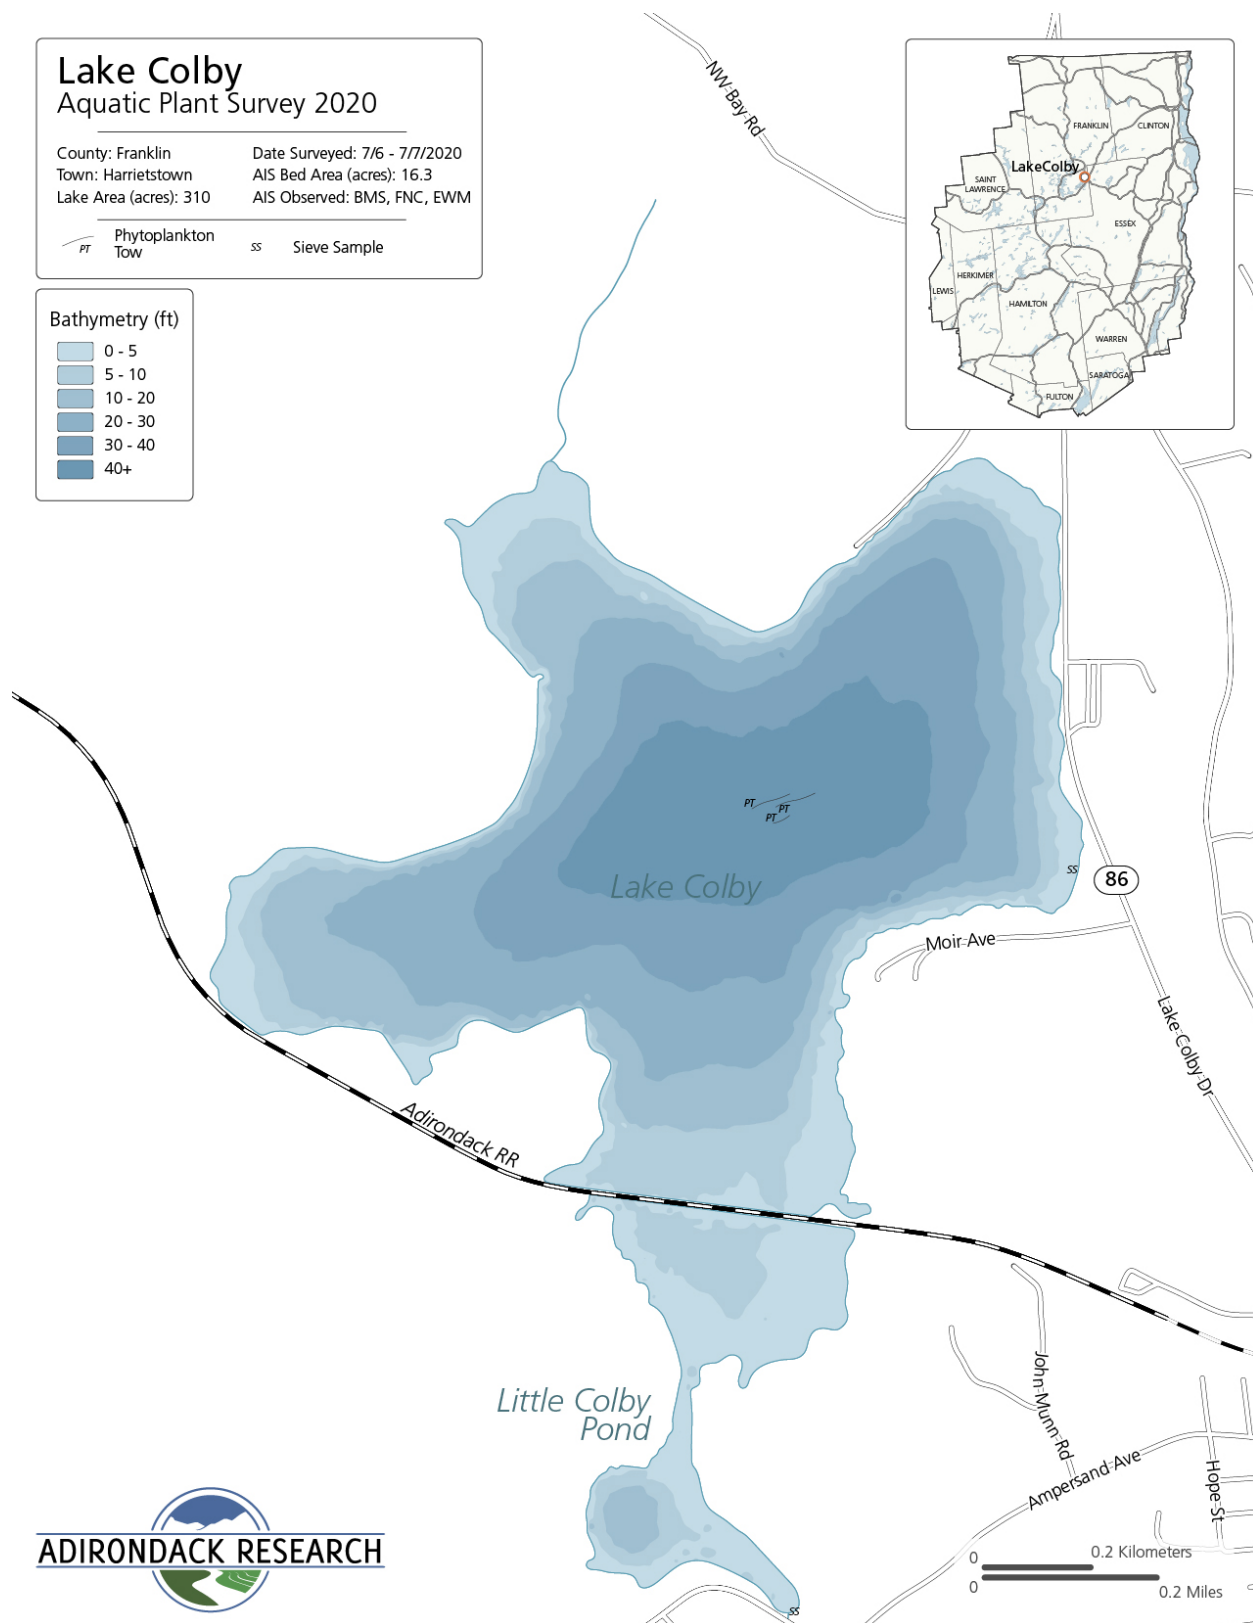 Lake Colby
Aquatic Plant Survey 2020
County: Franklin
Town: Harrietstown
Lake Area (acres): 310
Date Surveyed: 7/6 - 7/7/2020
AIS Bed Area (acres): 16.3
AIS Observed: BMS, FNC, EWM
PT
Phytoplankton
Tow
SS
Sieve Sample
Bathymetry (ft)
0 - 5
5 - 10
10 - 20
20 - 30
30 - 40
40+
NW Bay Rd
FRANKLIN
CLINTON
LakeColby
SAINT
LAWRENCE
ESSEX
HERKIMER
LEWIS
HAMILTON
WARREN
SARATOGA
FULTON
PT
PT
PT
Lake Colby
SS
86
Moir Ave
Lake Colby Dr
Adirondack RR
Little Colby
Pond
John Munn Rd
Ampersand Ave
Hope St
SS
ADIRONDACK RESEARCH
0
0.2 Kilometers
0
0.2 Miles